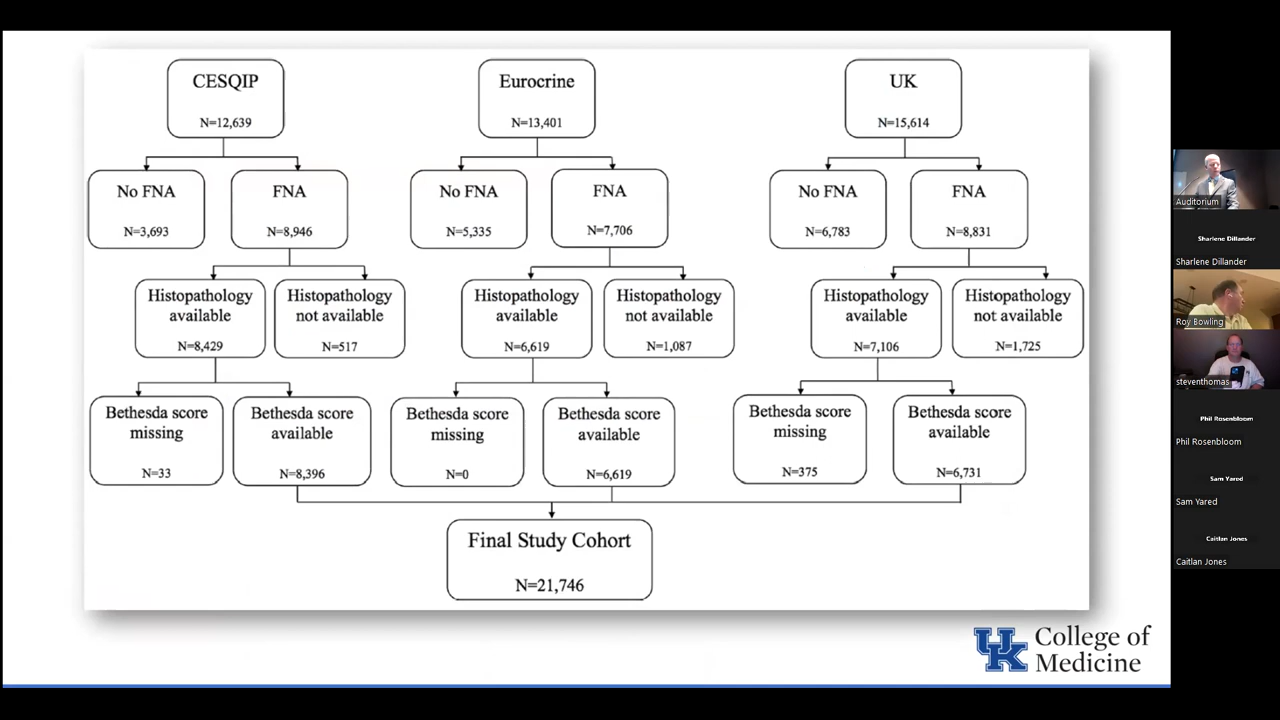 CESQIP
N=12,639
Eurocrine
N=13,401
UK
N=15,614
No FNA
N=3,693
FNA
N=8,946
No FNA
N=5,335
FNA
N=7,706
No FNA
N=6,783
FNA
N=8,831
Histopathology
available
N=8,429
Histopathology
not available
N=517
Histopathology
available
N=6,619
Histopathology
not available
N=1,087
Histopathology
available
N=7,106
Histopathology
not available
N=1,725
Bethesda score
missing
N=33
Bethesda score
available
N=8,396
Bethesda score
missing
N=0
Bethesda score
available
N=6,619
Bethesda score
missing
N=375
Bethesda score
available
N=6,731
Final Study Cohort
N=21,746
UK
College of
Medicine
Auditorium
Sharlene Dillander
Sharlene Dillander
Roy Bowling
steventhomas
Phil Rosenbloom
Phil Rosenbloom
Sam Yared
Sam Yared
Caitlan Jones
Caitlan Jones